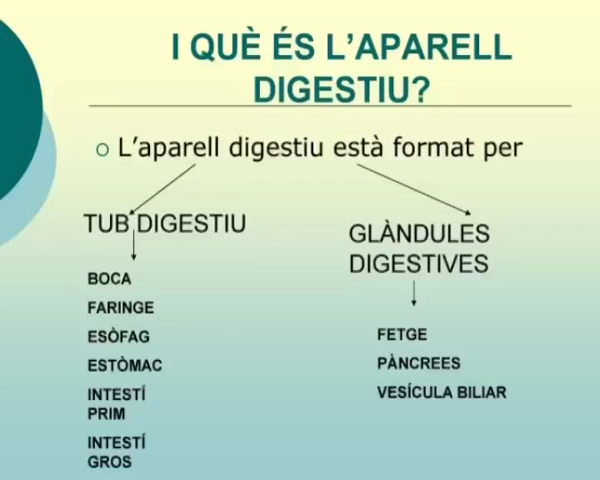 I QUÈ ÉS L’APARELL
DIGESTIU?
L’aparell digestiu està format per
TUB DIGESTIU
BOCA
FARINGE
ESÒFAG
ESTÒMAC
INTESTÍ
PRIM
INTESTÍ
GROS
GLÀNDULES
DIGESTIVES
FETGE
PÀNCREES
VESÍCULA BILIAR